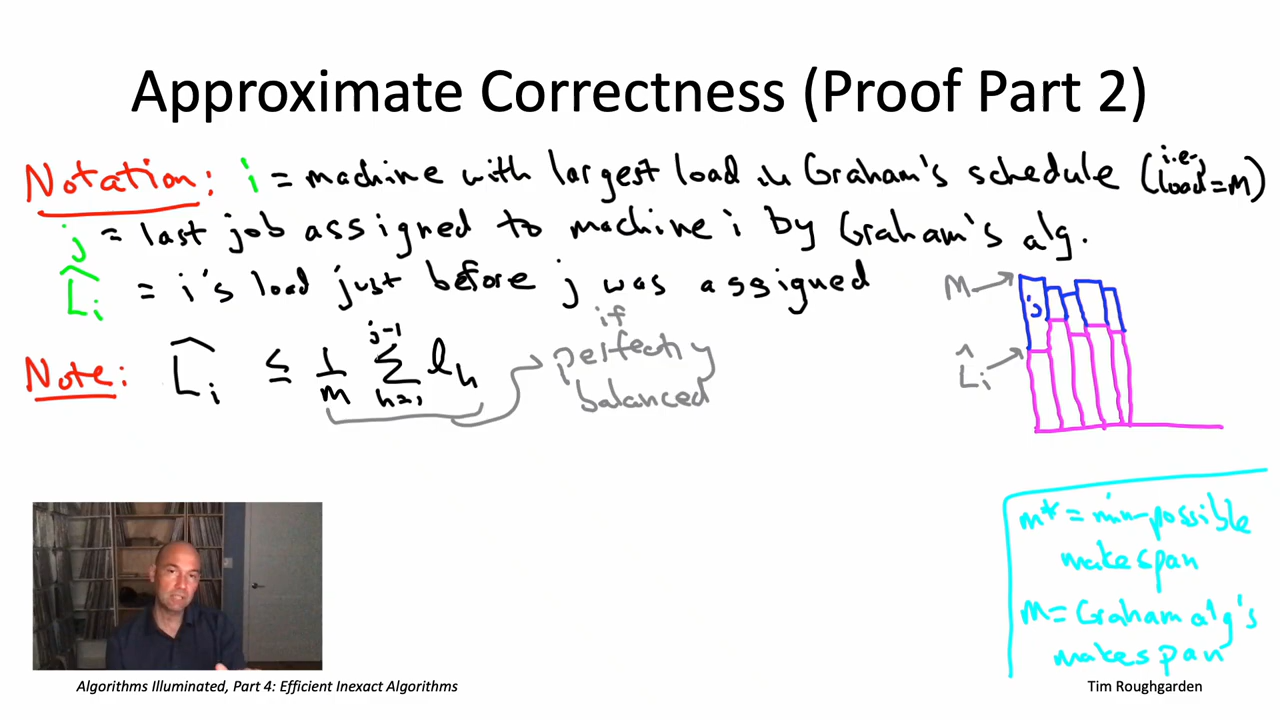 Approximate Correctness (Proof Part 2)
Notation: i = machine with largest load in Graham's schedule (i.e. load = M)
j = last job assigned to machine i by Graham's alg.
L̂i = i's load just before j was assigned
Note: L̂i ≤ 1/m ∑_{h=1}^{j-1} ℓh
if
perfectly
balanced
M
j
L̂i
M* = min-possible
makespan
M = Graham alg's
makespan
Algorithms Illuminated, Part 4: Efficient Inexact Algorithms
Tim Roughgarden